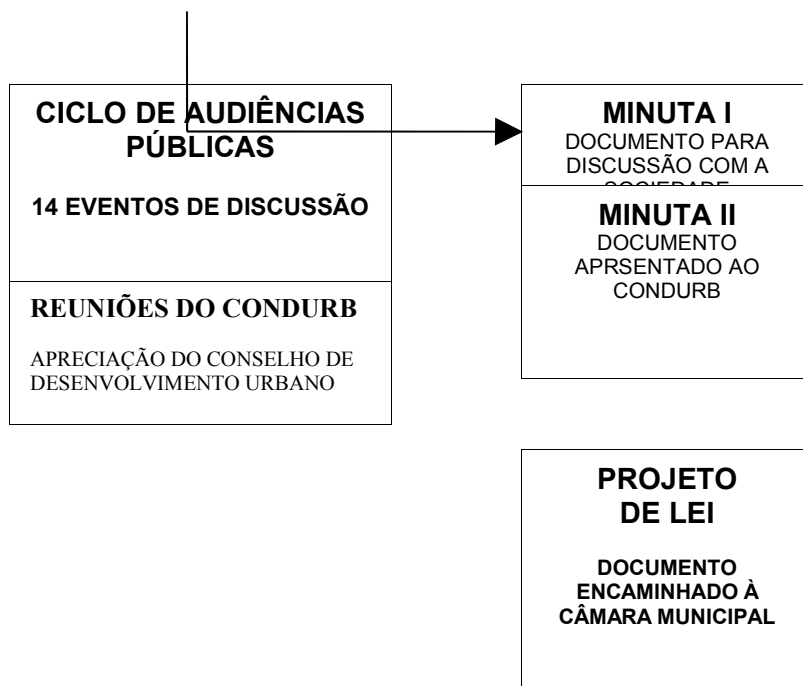 CICLO DE AUDIÊNCIAS
PÚBLICAS
14 EVENTOS DE DISCUSSÃO
REUNIÕES DO CONDURB
APRECIAÇÃO DO CONSELHO DE
DESENVOLVIMENTO URBANO
MINUTA I
DOCUMENTO PARA
DISCUSSÃO COM A
SOCIEDADE
MINUTA II
DOCUMENTO
APRSENTADO AO
CONDURB
PROJETO
DE LEI
DOCUMENTO
ENCAMINHADO À
CÂMARA MUNICIPAL